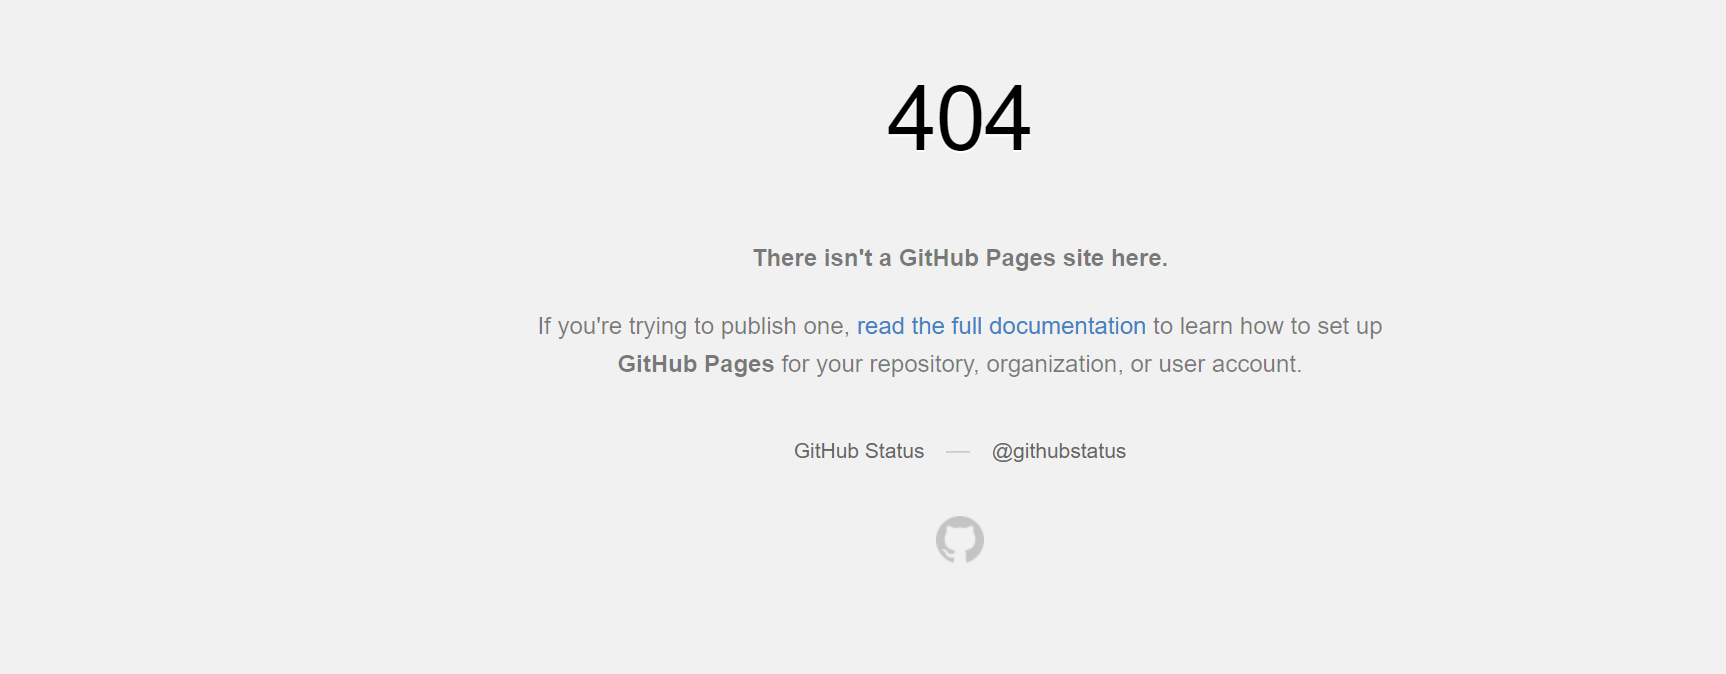 404
There isn't a GitHub Pages site here.
If you're trying to publish one, read the full documentation to learn how to set up
GitHub Pages for your repository, organization, or user account.
GitHub Status — @githubstatus